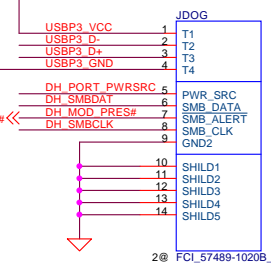 JDOG
USBP3_VCC 1 T1
USBP3_D- 2 T2
USBP3_D+ 3 T3
USBP3_GND 4 T4
DH_PORT_PWRSRC 5 PWR_SRC
DH_SMBDAT 6 SMB_DATA
# DH_MOD_PRES# 7 SMB_ALERT
DH_SMBCLK 8 SMB_CLK
9 GND2
10 SHILD1
11 SHILD2
12 SHILD3
13 SHILD4
14 SHILD5
2@ FCI_57489-1020B_